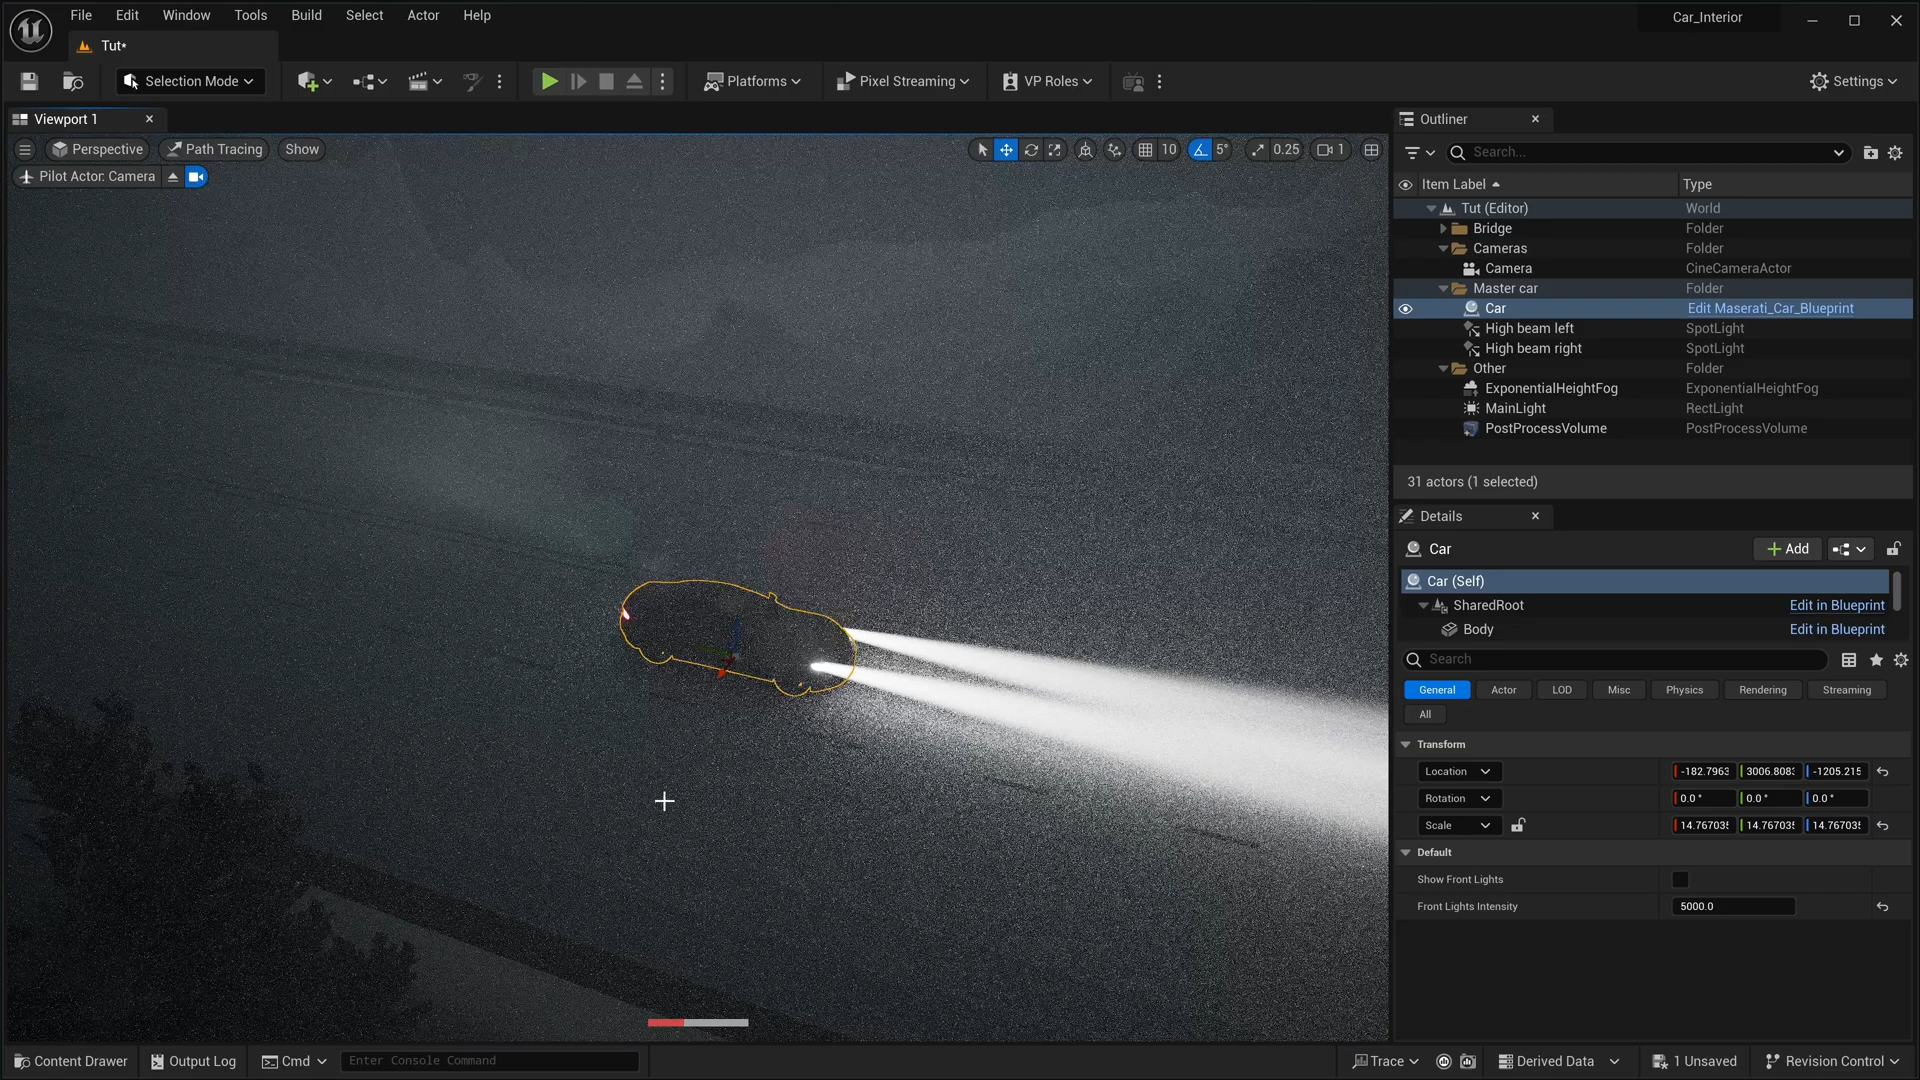 File Edit Window Tools Build Select Actor Help
Car_Interior
Tut*
Selection Mode
Platforms
Pixel Streaming
VP Roles
Settings
Viewport 1
Perspective
Path Tracing
Show
10
5°
0.25
1
Pilot Actor: Camera
Outliner
Search...
Item Label
Type
Tut (Editor) World
Bridge Folder
Cameras Folder
Camera CineCameraActor
Master car Folder
Car Edit Maserati_Car_Blueprint
High beam left SpotLight
High beam right SpotLight
Other Folder
ExponentialHeightFog ExponentialHeightFog
MainLight RectLight
PostProcessVolume PostProcessVolume
31 actors (1 selected)
Details
Car
Add
Car (Self)
SharedRoot Edit in Blueprint
Body Edit in Blueprint
Search
General Actor LOD Misc Physics Rendering Streaming
All
Transform
Location -182.7963 3006.808 -1205.215
Rotation 0.0 ° 0.0 ° 0.0 °
Scale 14.76703 14.76703 14.76703
Default
Show Front Lights
Front Lights Intensity 5000.0
Content Drawer
Output Log
Cmd
Enter Console Command
Trace
Derived Data
1 Unsaved
Revision Control